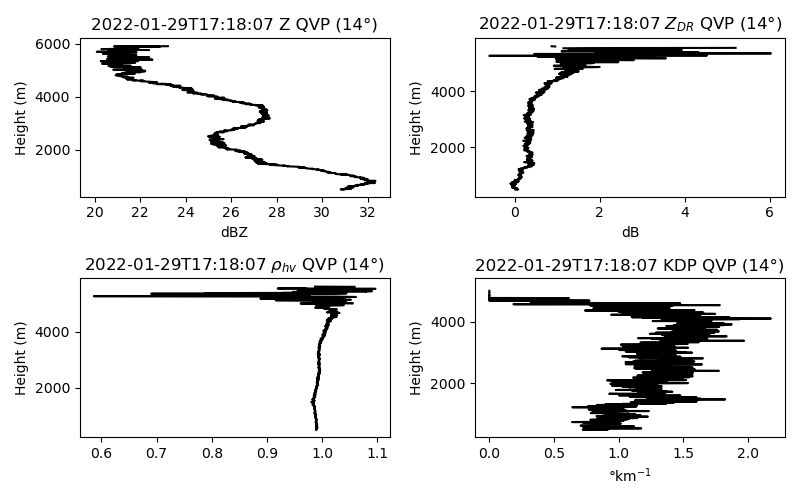 2022-01-29T17:18:07 Z QVP (14°)
6000
4000
2000
Height (m)
20 22 24 26 28 30 32
dBZ
2022-01-29T17:18:07 Z_DR QVP (14°)
4000
2000
Height (m)
0 2 4 6
dB
2022-01-29T17:18:07 ρ_hv QVP (14°)
4000
2000
Height (m)
0.6 0.7 0.8 0.9 1.0 1.1
2022-01-29T17:18:07 KDP QVP (14°)
4000
2000
Height (m)
0.0 0.5 1.0 1.5 2.0
°km⁻¹